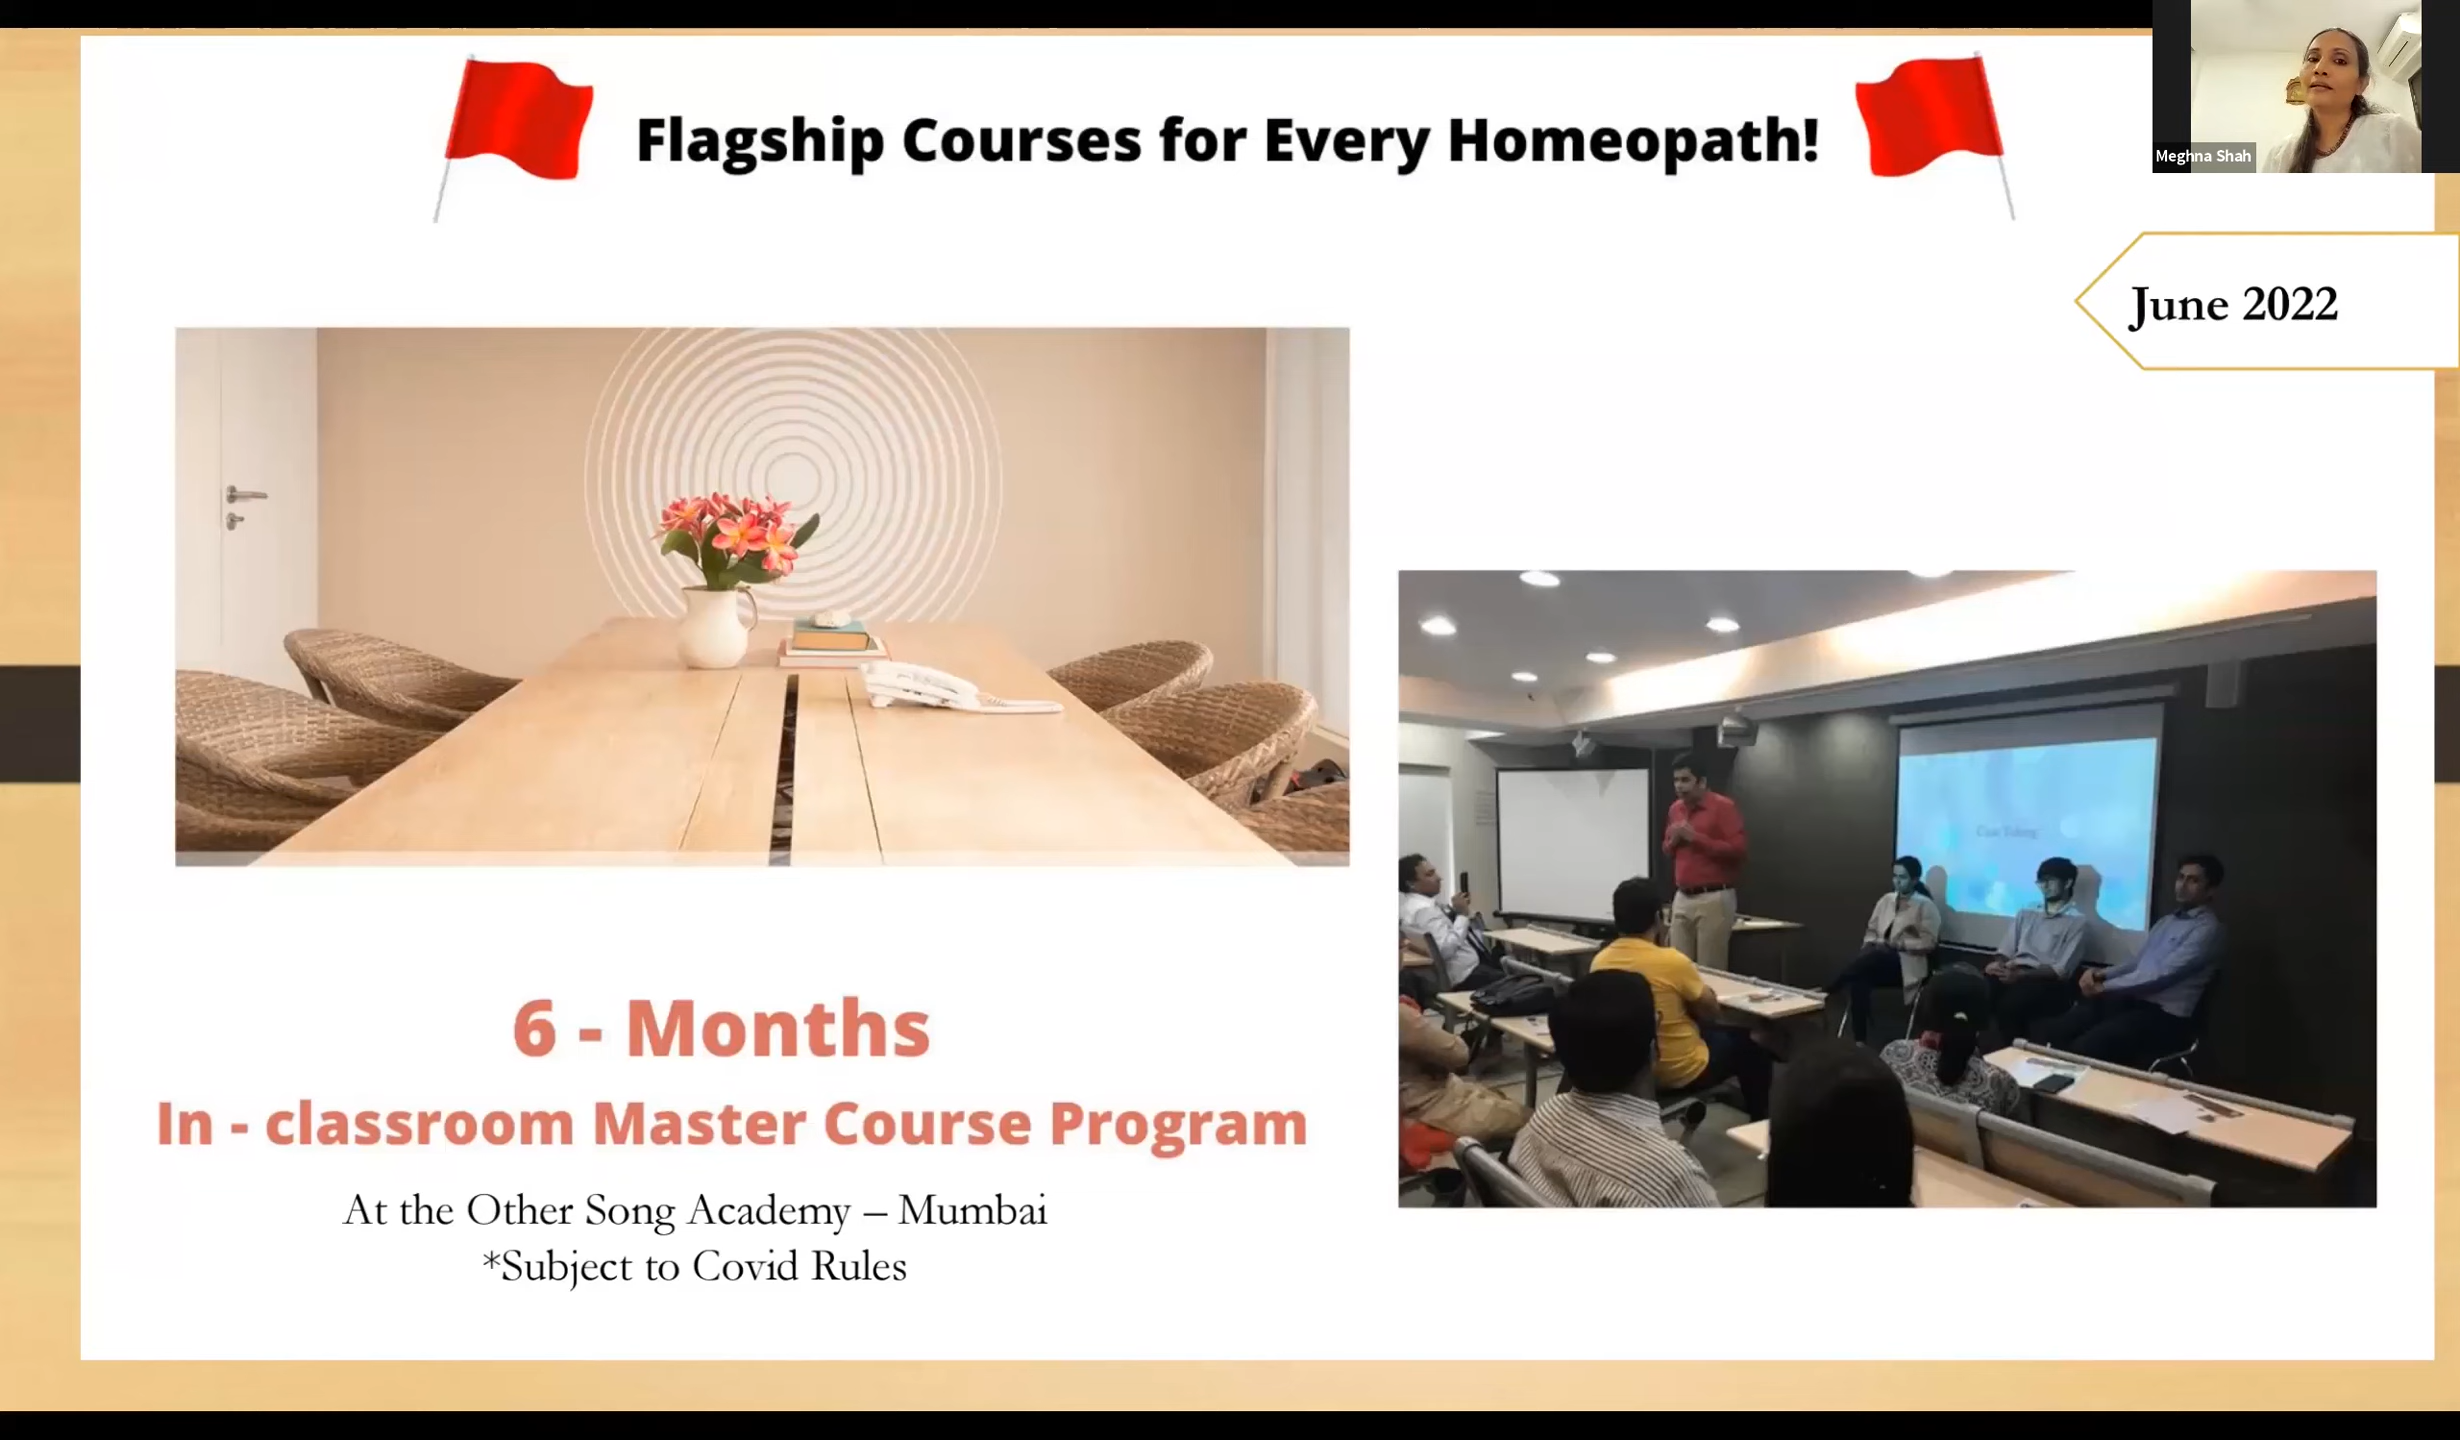 Flagship Courses for Every Homeopath!
Meghna Shah
June 2022
6 - Months
In - classroom Master Course Program
At the Other Song Academy – Mumbai
*Subject to Covid Rules